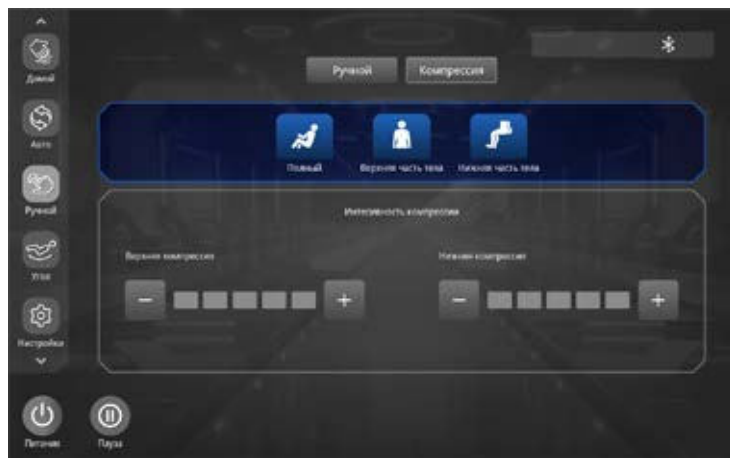 Домой
Авто
Ручной
Угол
Настройки
Питание
Пауза
Ручной
Компрессия
Полный
Верхняя часть тела
Нижняя часть тела
Интенсивность компрессии
Верхняя компрессия
Нижняя компрессия